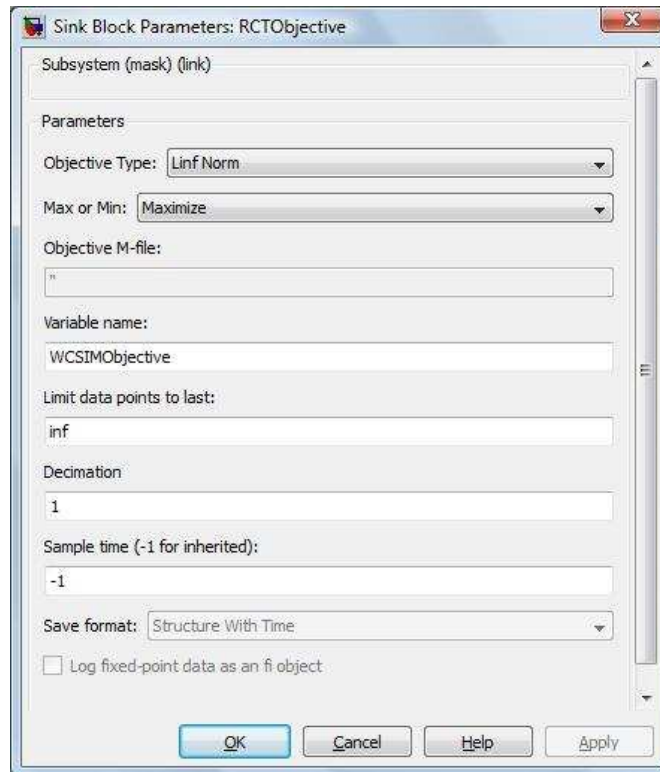 Sink Block Parameters: RCTObjective
Subsystem (mask) (link)
Parameters
Objective Type: Linf Norm
Max or Min: Maximize
Objective M-file:
"
Variable name:
WCSIMObjective
Limit data points to last:
inf
Decimation
1
Sample time (-1 for inherited):
-1
Save format: Structure With Time
Log fixed-point data as an fi object
OK Cancel Help Apply